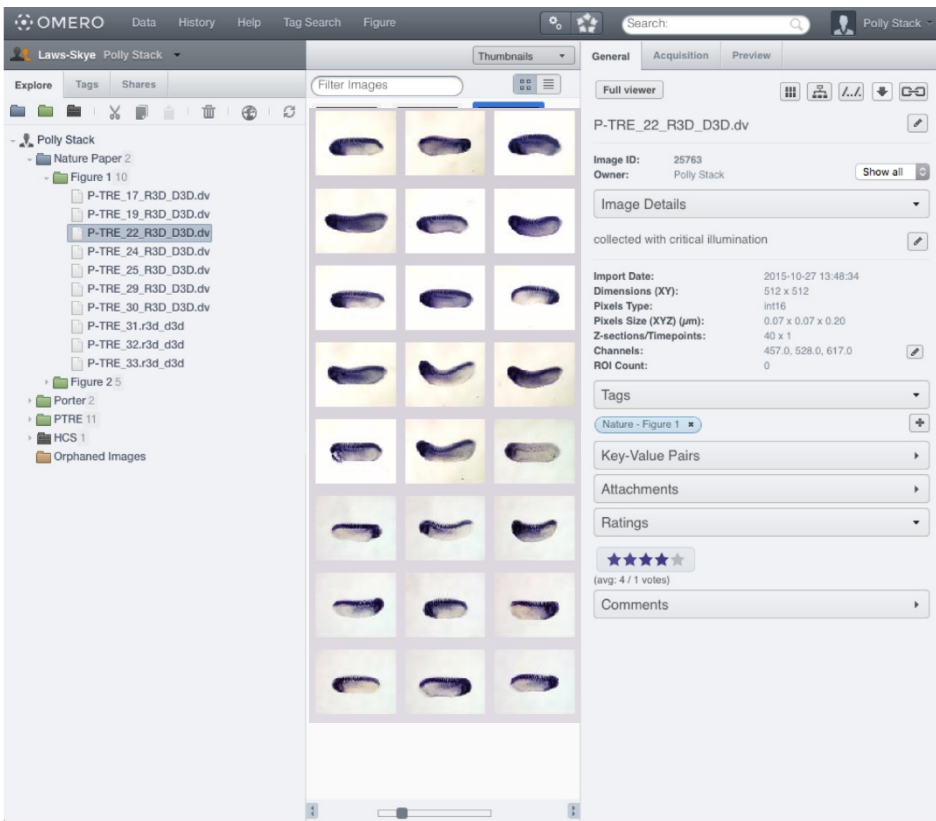 OMERO Data History Help Tag Search Figure Search: Polly Stack
Laws-Skye Polly Stack
Thumbnails
General Acquisition Preview
Explore Tags Shares
Filter Images
Full viewer
P-TRE_22_R3D_D3D.dv
Polly Stack
Nature Paper 2
Figure 1 10
P-TRE_17_R3D_D3D.dv
P-TRE_19_R3D_D3D.dv
P-TRE_22_R3D_D3D.dv
P-TRE_24_R3D_D3D.dv
P-TRE_25_R3D_D3D.dv
P-TRE_29_R3D_D3D.dv
P-TRE_30_R3D_D3D.dv
P-TRE_31.r3d_d3d
P-TRE_32.r3d_d3d
P-TRE_33.r3d_d3d
Figure 2 5
Porter 2
PTRE 11
HCS 1
Orphaned Images
Image ID: 25763
Owner: Polly Stack
Show all
Image Details
collected with critical illumination
Import Date: 2015-10-27 13:48:34
Dimensions (XY): 512 x 512
Pixels Type: int16
Pixels Size (XYZ) (µm): 0.07 x 0.07 x 0.20
Z-sections/Timepoints: 40 x 1
Channels: 457.0, 528.0, 617.0
ROI Count: 0
Tags
Nature - Figure 1 ×
Key-Value Pairs
Attachments
Ratings
(avg: 4 / 1 votes)
Comments